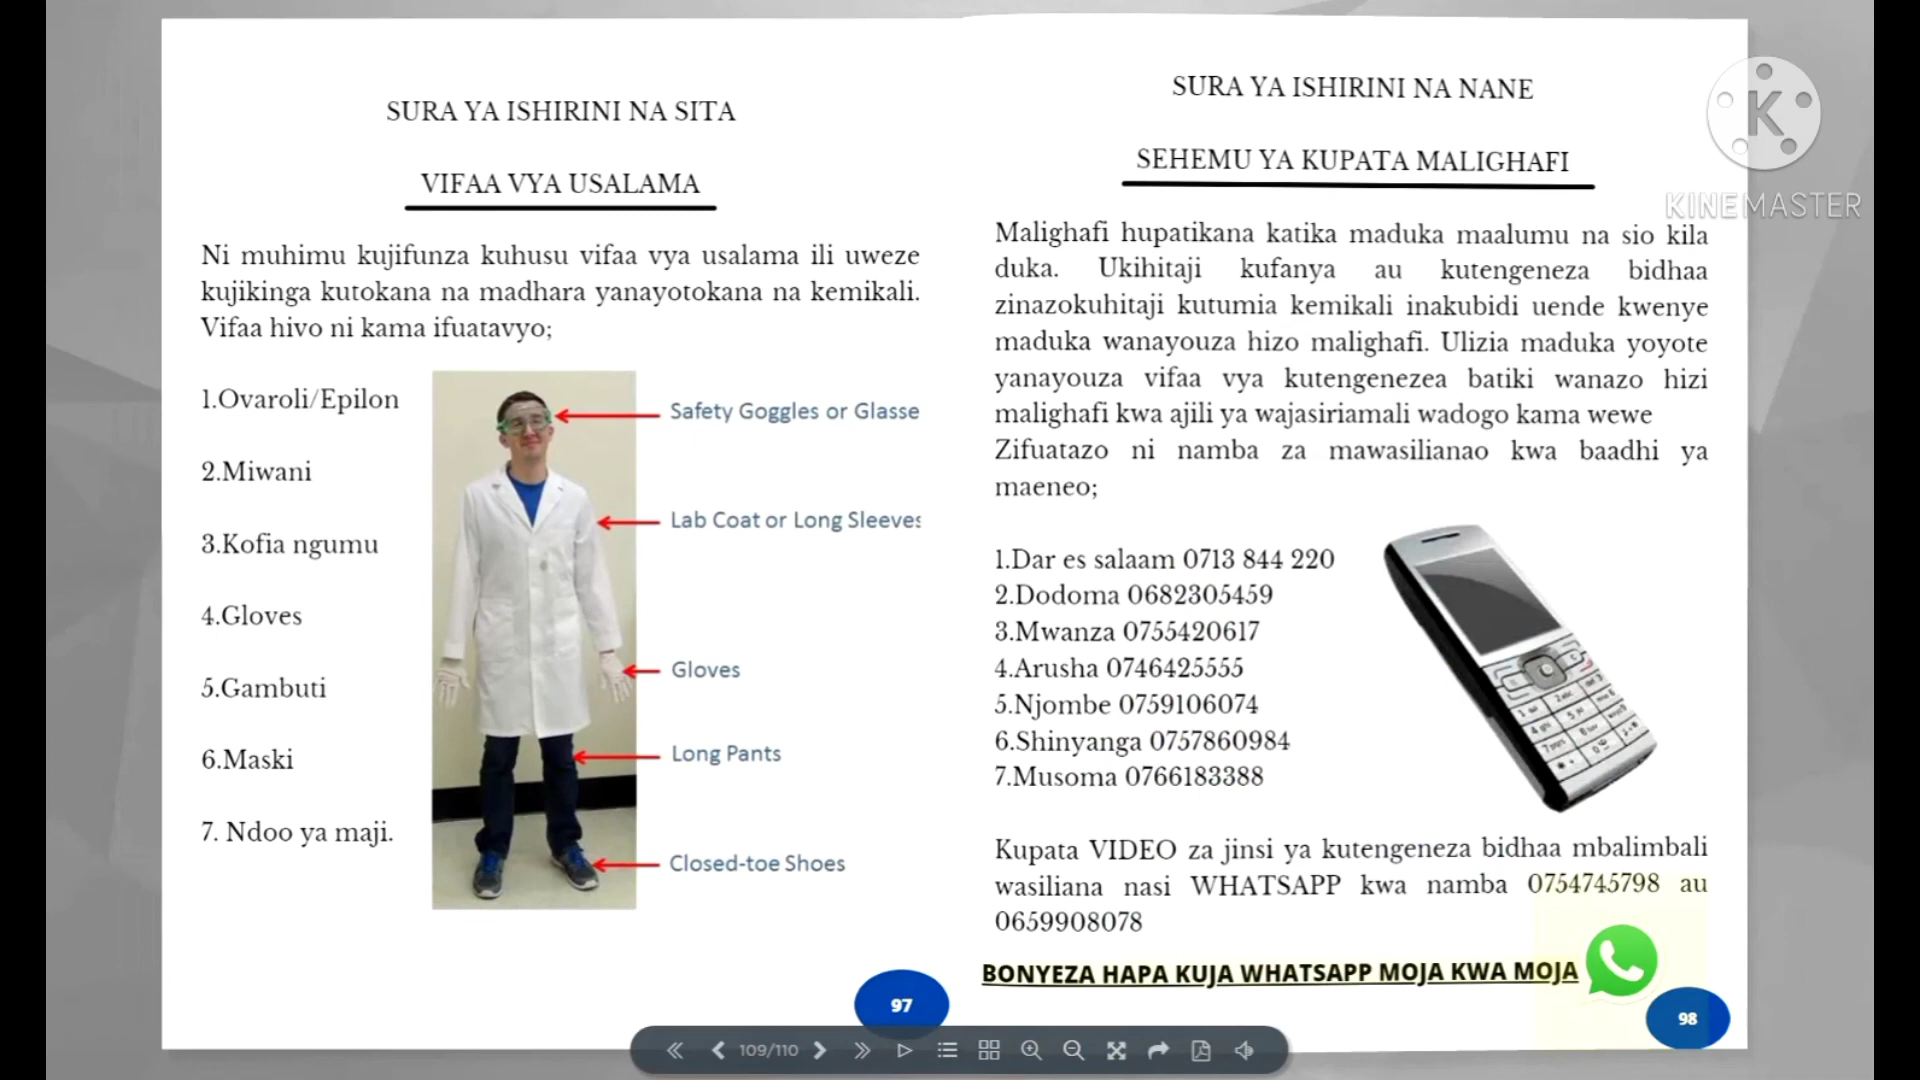 SURA YA ISHIRINI NA SITA
VIFAA VYA USALAMA
Ni muhimu kujifunza kuhusu vifaa vya usalama ili uweze
kujikinga kutokana na madhara yanayotokana na kemikali.
Vifaa hivo ni kama ifuatavyo;
1.Ovaroli/Epilon
2.Miwani
3.Kofia ngumu
4.Gloves
5.Gambuti
6.Maski
7. Ndoo ya maji.
Safety Goggles or Glasse
Lab Coat or Long Sleeves
Gloves
Long Pants
Closed-toe Shoes
97
SURA YA ISHIRINI NA NANE
SEHEMU YA KUPATA MALIGHAFI
Malighafi hupatikana katika maduka maalumu na sio kila
duka. Ukihitaji kufanya au kutengeneza bidhaa
zinazokuhitaji kutumia kemikali inakubidi uende kwenye
maduka wanayouza hizo malighafi. Ulizia maduka yoyote
yanayouza vifaa vya kutengenezea batiki wanazo hizi
malighafi kwa ajili ya wajasiriamali wadogo kama wewe
Zifuatazo ni namba za mawasilianao kwa baadhi ya
maeneo;
1.Dar es salaam 0713 844 220
2.Dodoma 0682305459
3.Mwanza 0755420617
4.Arusha 0746425555
5.Njombe 0759106074
6.Shinyanga 0757860984
7.Musoma 0766183388
Kupata VIDEO za jinsi ya kutengeneza bidhaa mbalimbali
wasiliana nasi WHATSAPP kwa namba 0754745798 au
0659908078
BONYEZA HAPA KUJA WHATSAPP MOJA KWA MOJA
98
K
KINEMASTER
109/110